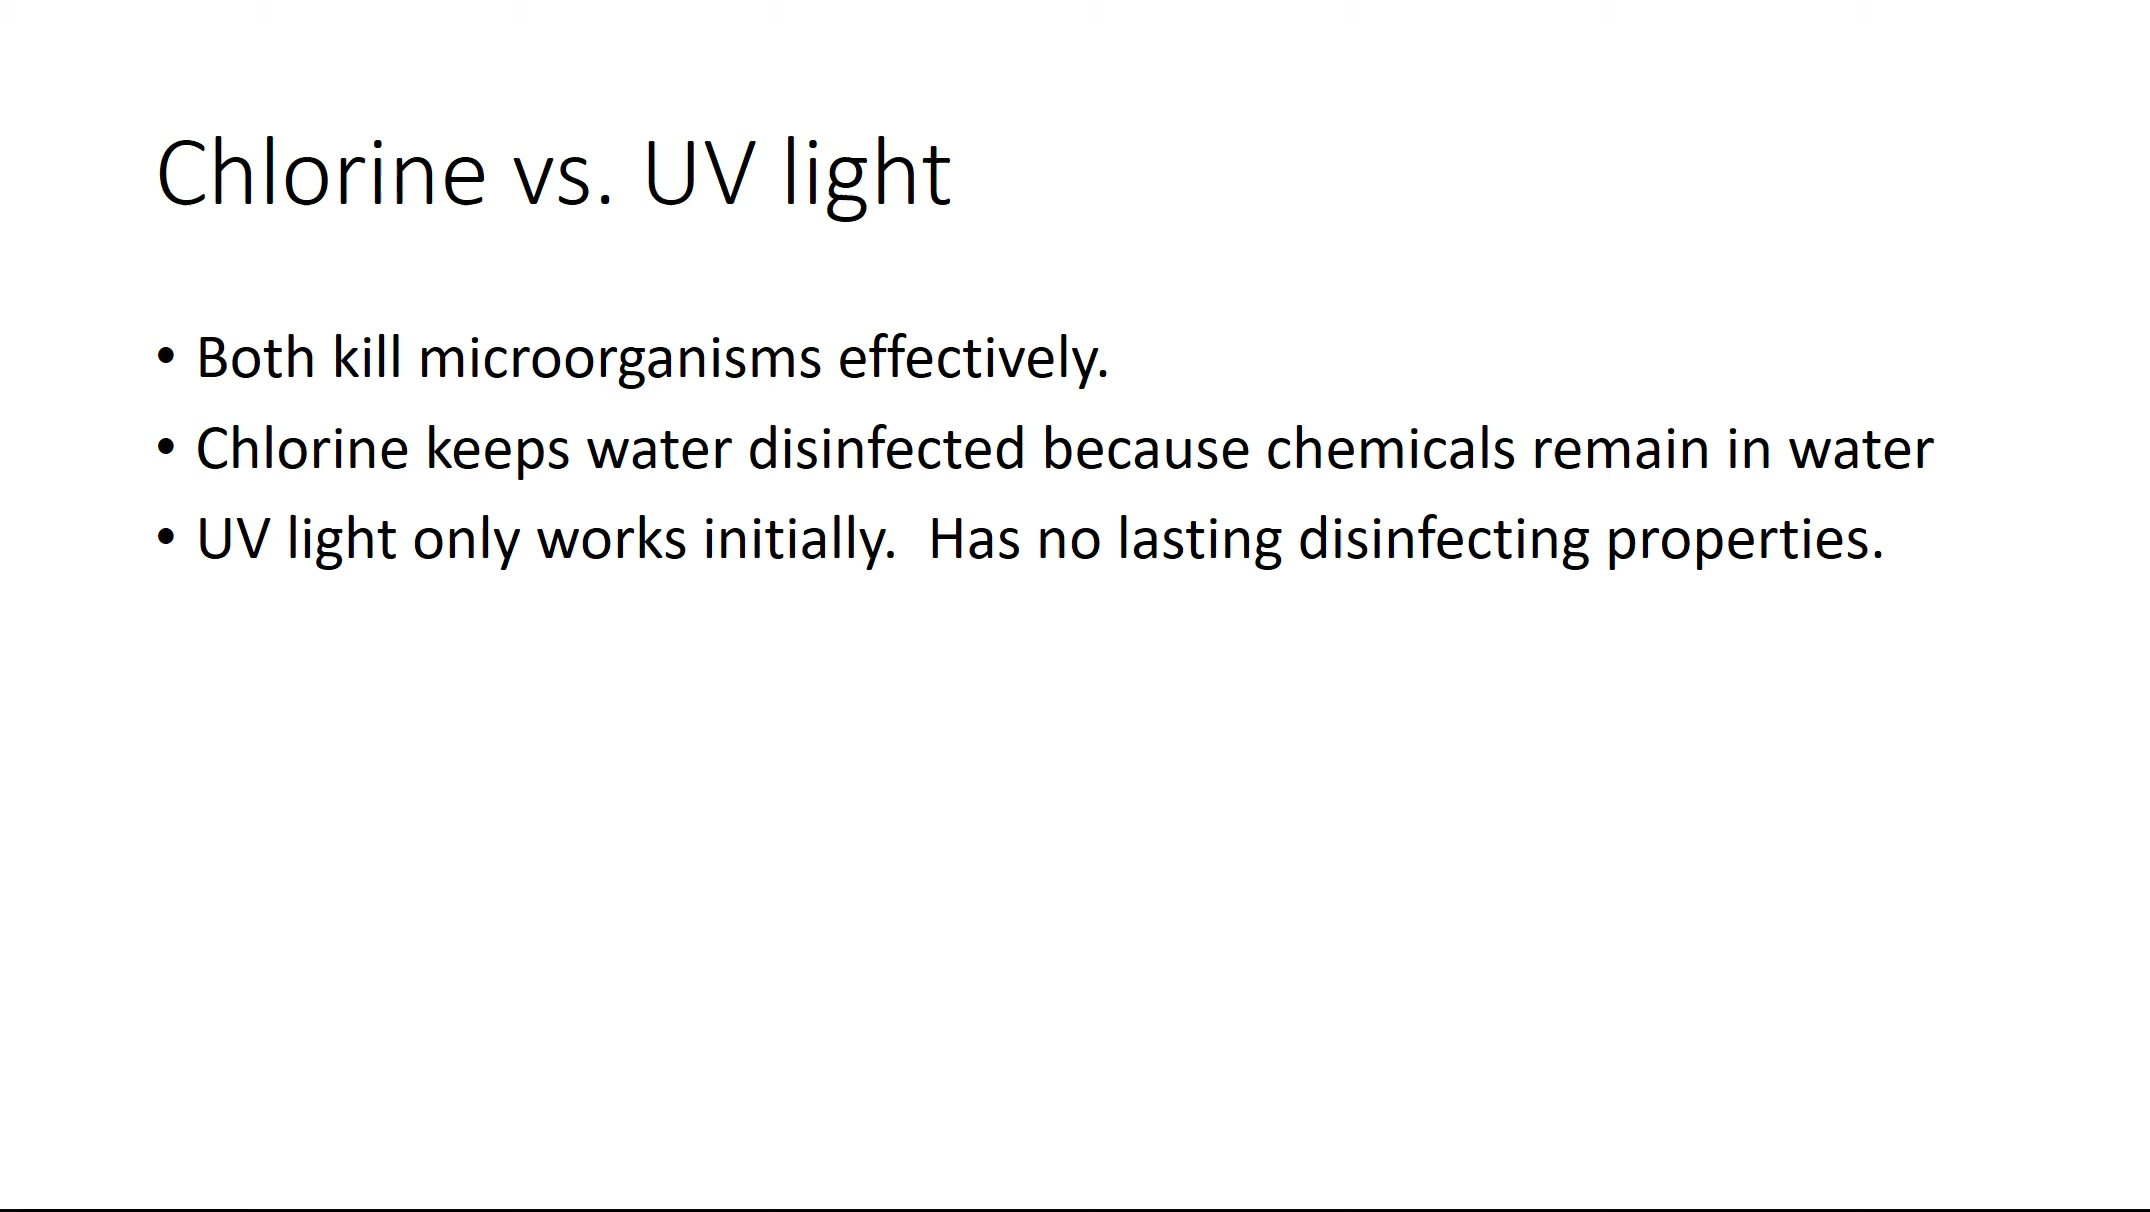 Chlorine vs. UV light
• Both kill microorganisms effectively.
• Chlorine keeps water disinfected because chemicals remain in water
• UV light only works initially.  Has no lasting disinfecting properties.